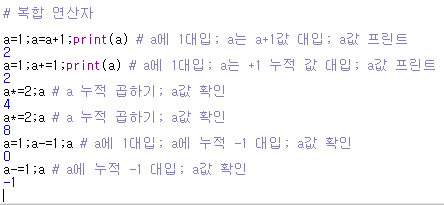 # 복합 연산자
a=1;a=a+1;print(a) # a에 1대입; a는 a+1값 대입; a값 프린트
2
a=1;a+=1;print(a) # a에 1대입; a는 +1 누적 값 대입; a값 프린트
2
a*=2;a # a 누적 곱하기; a값 확인
4
a*=2;a # a 누적 곱하기; a값 확인
8
a=1;a-=1;a # a에 1대입; a에 누적 -1 대입; a값 확인
0
a-=1;a # a에 누적 -1 대입; a값 확인
-1